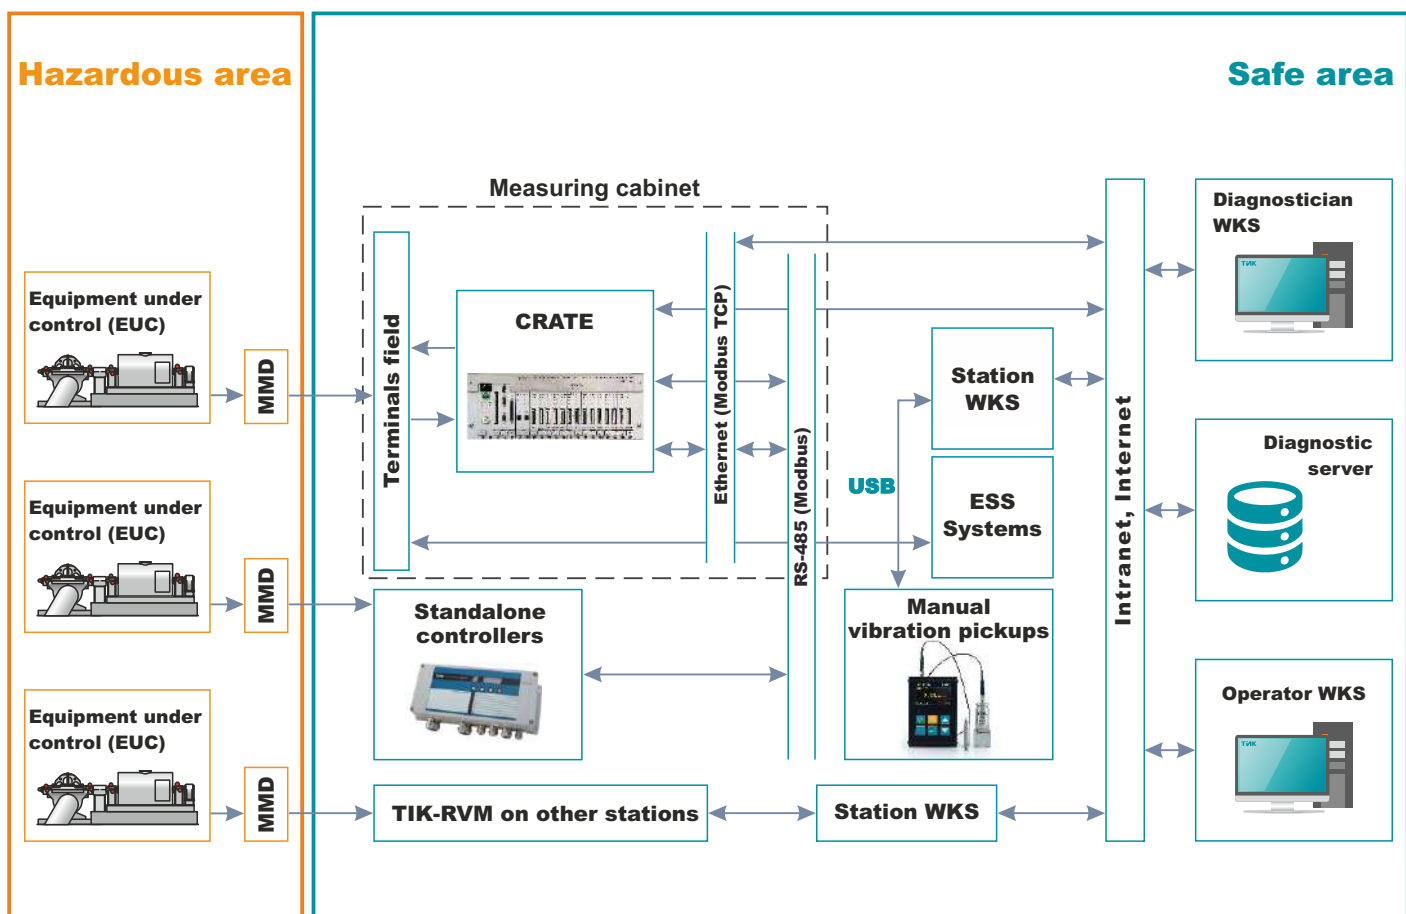 Hazardous area
Safe area
Measuring cabinet
Equipment under
control (EUC)
MMD
Equipment under
control (EUC)
MMD
Equipment under
control (EUC)
MMD
Terminals field
CRATE
Ethernet (Modbus TCP)
RS-485 (Modbus)
Standalone
controllers
TIK-RVM on other stations
Station
WKS
USB
ESS
Systems
Manual
vibration pickups
Station WKS
Intranet, Internet
Diagnostician
WKS
ТИК
Diagnostic
server
Operator WKS
ТИК